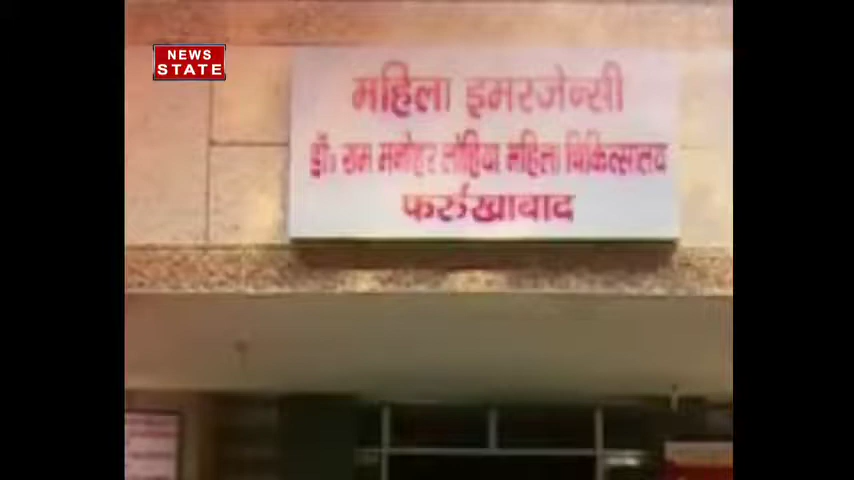 NEWS
STATE
महिला इमरजेन्सी
डॉ० राम मनोहर लोहिया महिला चिकित्सालय
फर्रुखाबाद